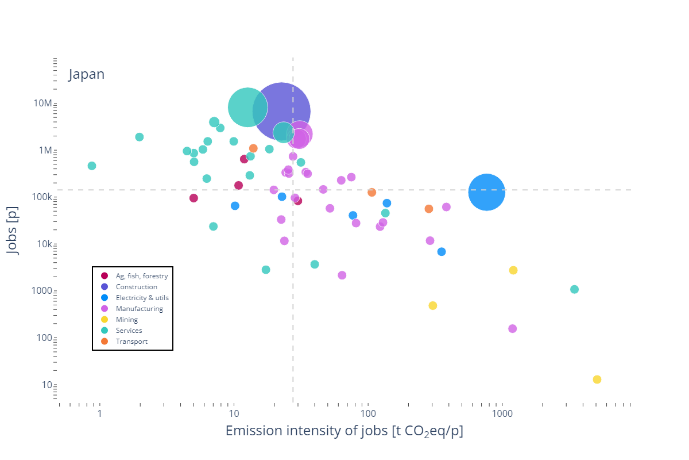 Japan
10M
1M
100k
10k
1000
100
10
Jobs [p]
Ag, fish, forestry
Construction
Electricity & utils
Manufacturing
Mining
Services
Transport
1 10 100 1000
Emission intensity of jobs [t CO₂eq/p]